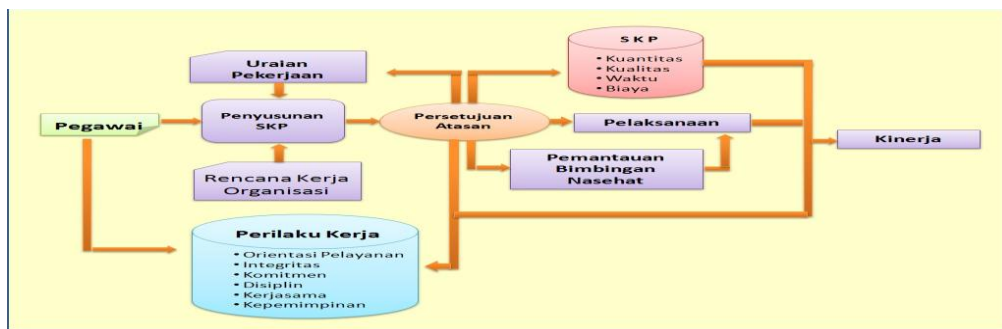 Uraian
Pekerjaan
S K P
• Kuantitas
• Kualitas
• Waktu
• Biaya
Pegawai
Penyusunan
SKP
Persetujuan
Atasan
Pelaksanaan
Kinerja
Rencana Kerja
Organisasi
Pemantauan
Bimbingan
Nasehat
Perilaku Kerja
• Orientasi Pelayanan
• Integritas
• Komitmen
• Disiplin
• Kerjasama
• Kepemimpinan